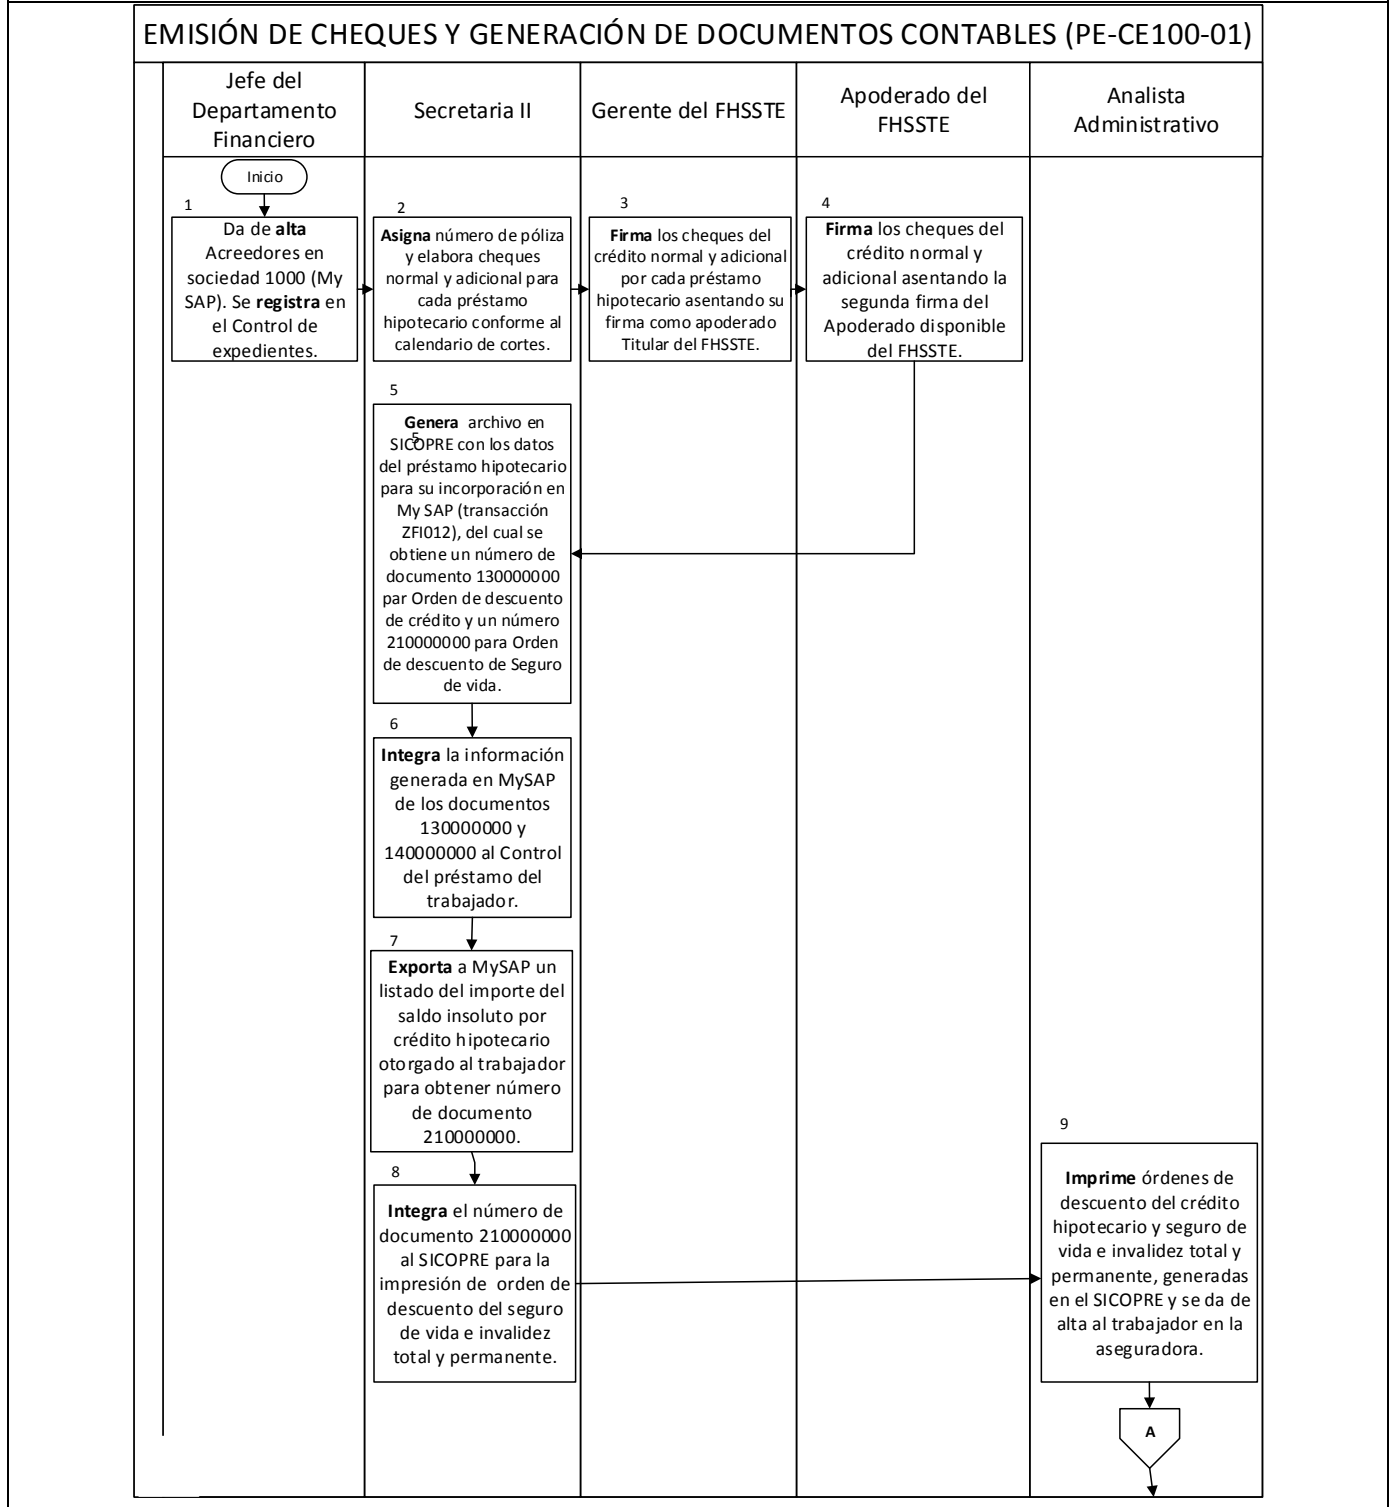 EMISIÓN DE CHEQUES Y GENERACIÓN DE DOCUMENTOS CONTABLES (PE-CE100-01)
Jefe del
Departamento
Financiero
Secretaria II
Gerente del FHSSTE
Apoderado del
FHSSTE
Analista
Administrativo
Inicio
1
Da de alta
Acreedores en
sociedad 1000 (My
SAP). Se registra en
el Control de
expedientes.
2
Asigna número de póliza
y elabora cheques
normal y adicional para
cada préstamo
hipotecario conforme al
calendario de cortes.
3
Firma los cheques del
crédito normal y adicional
por cada préstamo
hipotecario asentando su
firma como apoderado
Titular del FHSSTE.
4
Firma los cheques del
crédito normal y
adicional asentando la
segunda firma del
Apoderado disponible
del FHSSTE.
5
Genera archivo en
5
SICOPRE con los datos
del préstamo hipotecario
para su incorporación en
My SAP (transacción
ZFI012), del cual se
obtiene un número de
documento 130000000
par Orden de descuento
de crédito y un número
210000000 para Orden
de descuento de Seguro
de vida.
6
Integra la información
generada en MySAP
de los documentos
130000000 y
140000000 al Control
del préstamo del
trabajador.
7
Exporta a MySAP un
listado del importe del
saldo insoluto por
crédito hipotecario
otorgado al trabajador
para obtener número
de documento
210000000.
8
Integra el número de
documento 210000000
al SICOPRE para la
impresión de orden de
descuento del seguro
de vida e invalidez
total y permanente.
9
Imprime órdenes de
descuento del crédito
hipotecario y seguro de
vida e invalidez total y
permanente, generadas
en el SICOPRE y se da de
alta al trabajador en la
aseguradora.
A